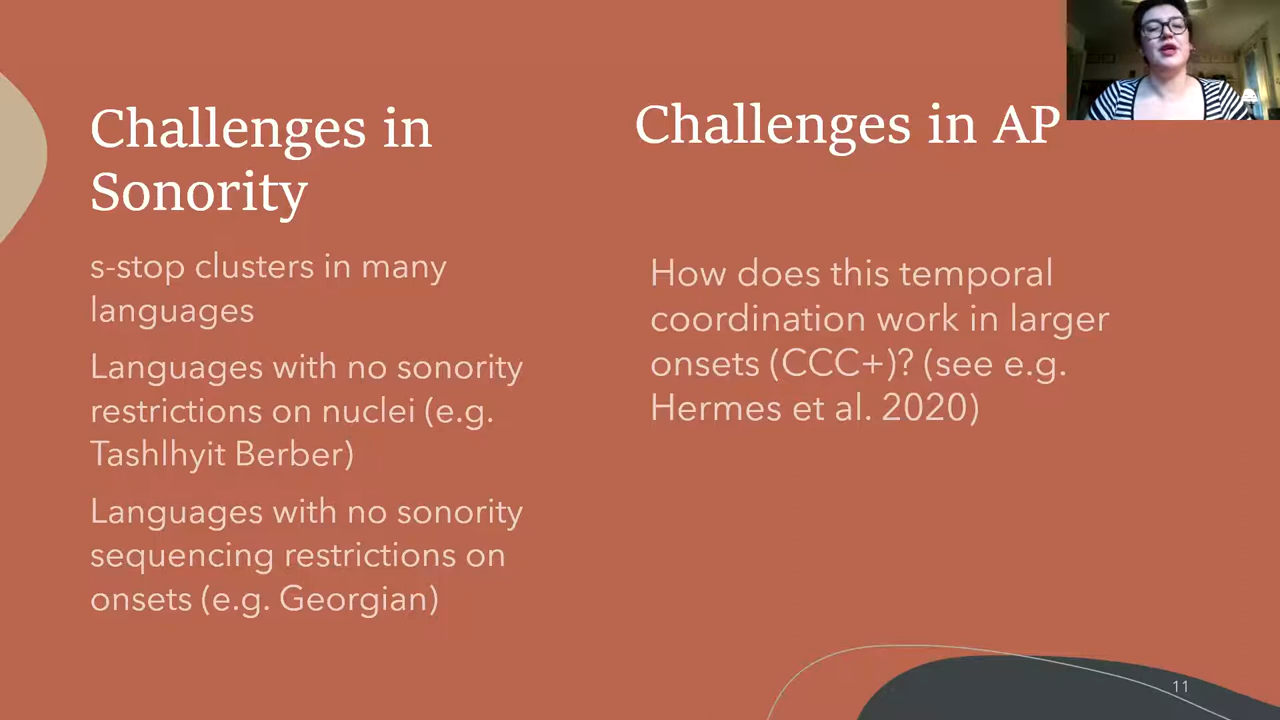 Challenges in
Sonority
s-stop clusters in many
languages
Languages with no sonority
restrictions on nuclei (e.g.
Tashlhyit Berber)
Languages with no sonority
sequencing restrictions on
onsets (e.g. Georgian)
Challenges in AP
How does this temporal
coordination work in larger
onsets (CCC+)? (see e.g.
Hermes et al. 2020)
11